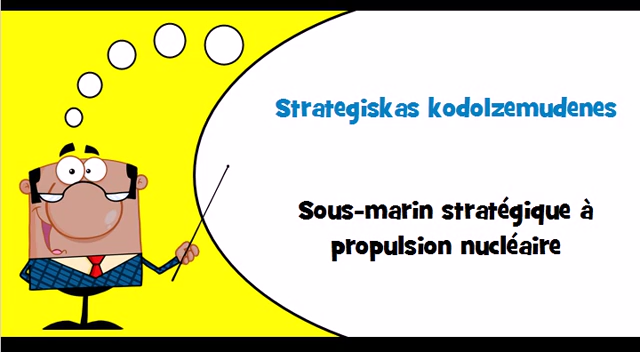 Strategiskas kodolzemudenes
Sous-marin stratégique à
propulsion nucléaire